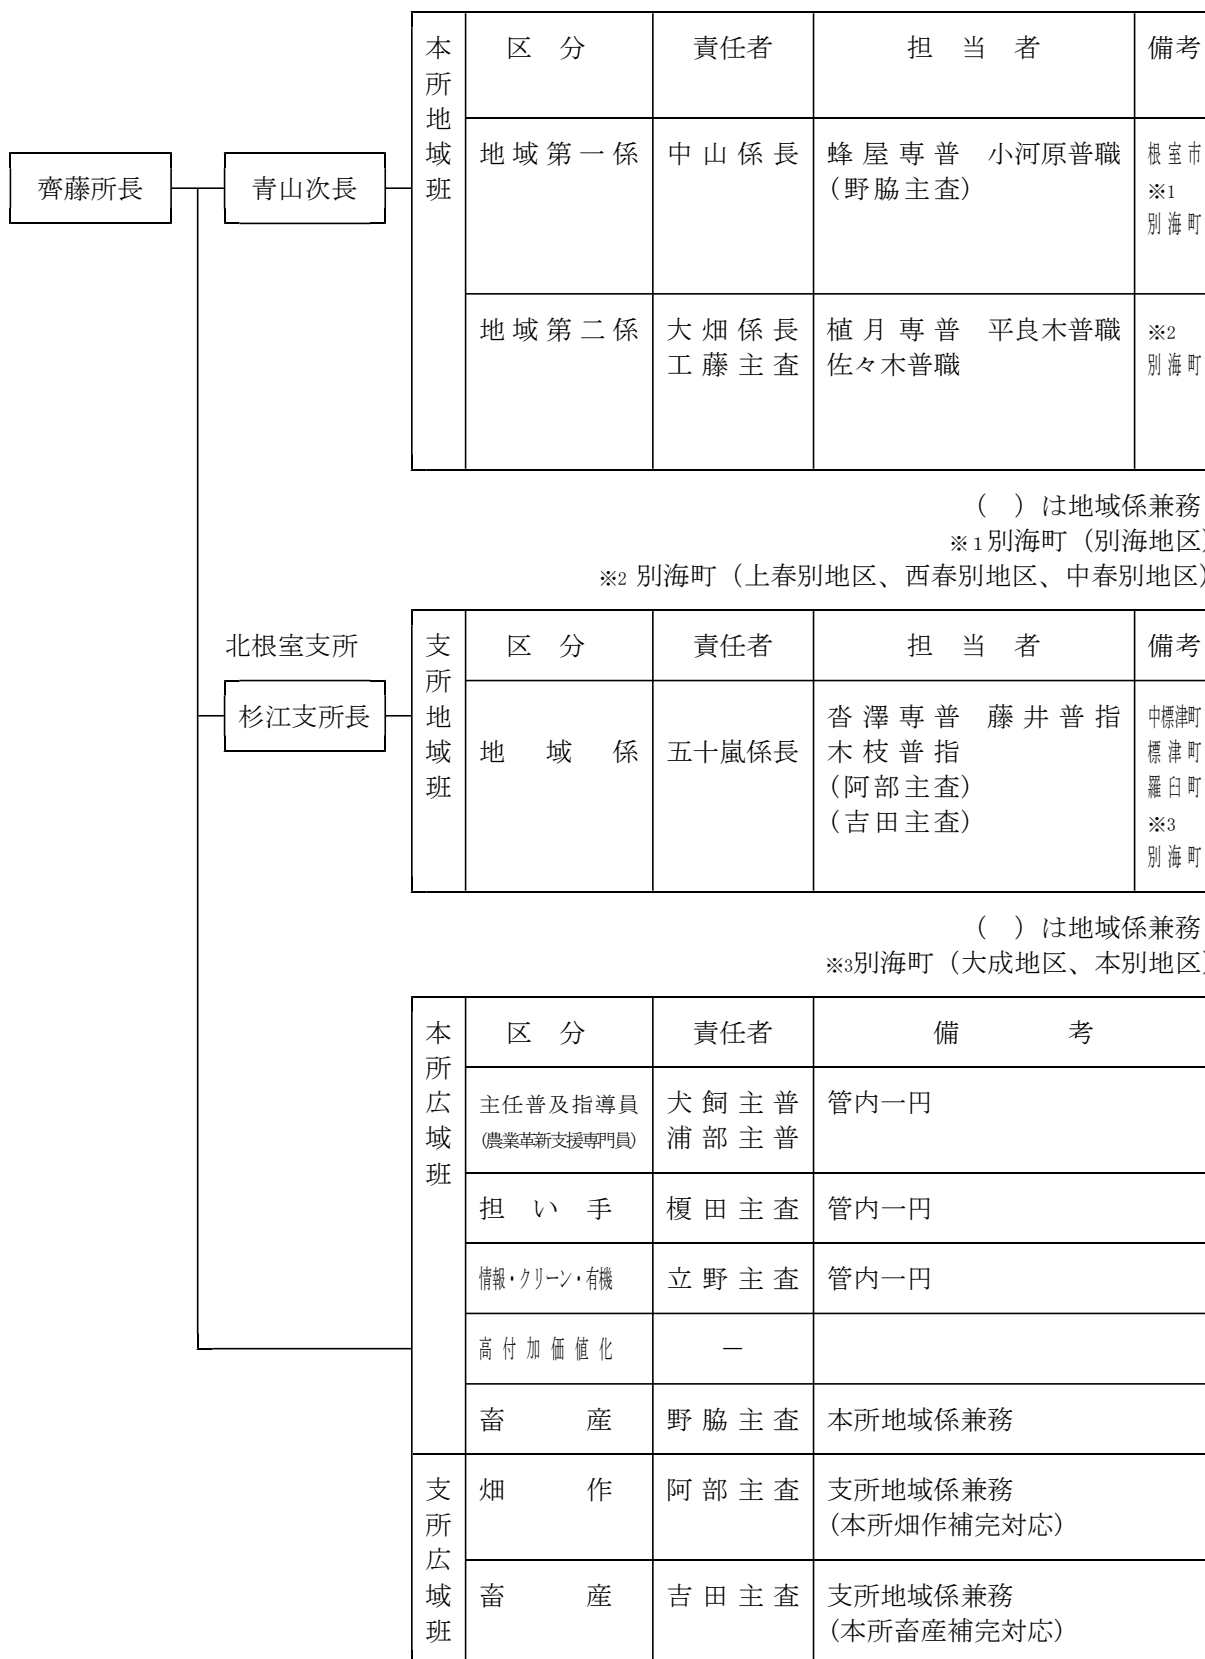 齊藤所長
青山次長
本所地域班
区 分 責任者 担 当 者 備考
地域第一係 中山係長 蜂屋専普 小河原普職 根室市
(野脇主査) ※1
別海町
地域第二係 大畑係長 植月専普 平良木普職 ※2
工藤主査 佐々木普職 別海町
( )は地域係兼務
※1別海町(別海地区)
※2 別海町(上春別地区、西春別地区、中春別地区)
北根室支所
杉江支所長
支所地域班
区 分 責任者 担 当 者 備考
地域係 五十嵐係長
沓澤専普 藤井普指 中標津町
木枝普指 標津町
(阿部主査) 羅臼町
(吉田主査) ※3
別海町
( )は地域係兼務
※3別海町(大成地区、本別地区)
本所広域班
区 分 責任者 備 考
主任普及指導員 犬飼主普 管内一円
(農業革新支援専門員) 浦部主普
担い手 榎田主査 管内一円
情報・クリーン・有機 立野主査 管内一円
高付加価値化 －
畜産 野脇主査 本所地域係兼務
支所広域班
畑作 阿部主査 支所地域係兼務
(本所畑作補完対応)
畜産 吉田主査 支所地域係兼務
(本所畜産補完対応)